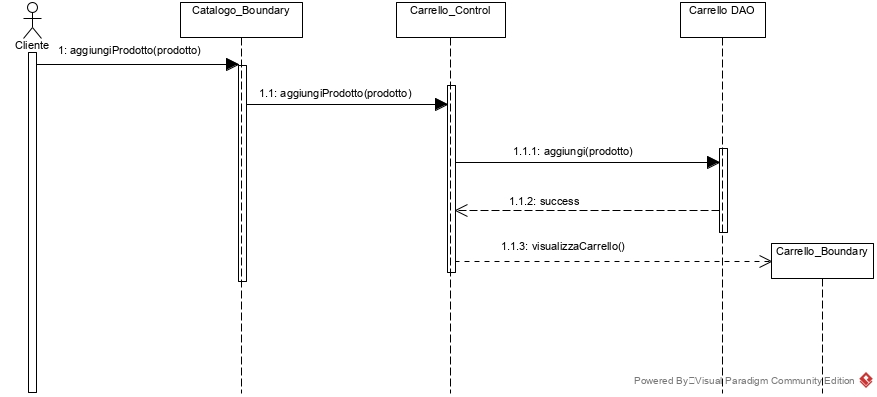 Catalogo_Boundary
Carrello_Control
Carrello DAO
Cliente
1: aggiungiProdotto(prodotto)
1.1: aggiungiProdotto(prodotto)
1.1.1: aggiungi(prodotto)
1.1.2: success
1.1.3: visualizzaCarrello()
Carrello_Boundary
Powered By Visual Paradigm Community Edition